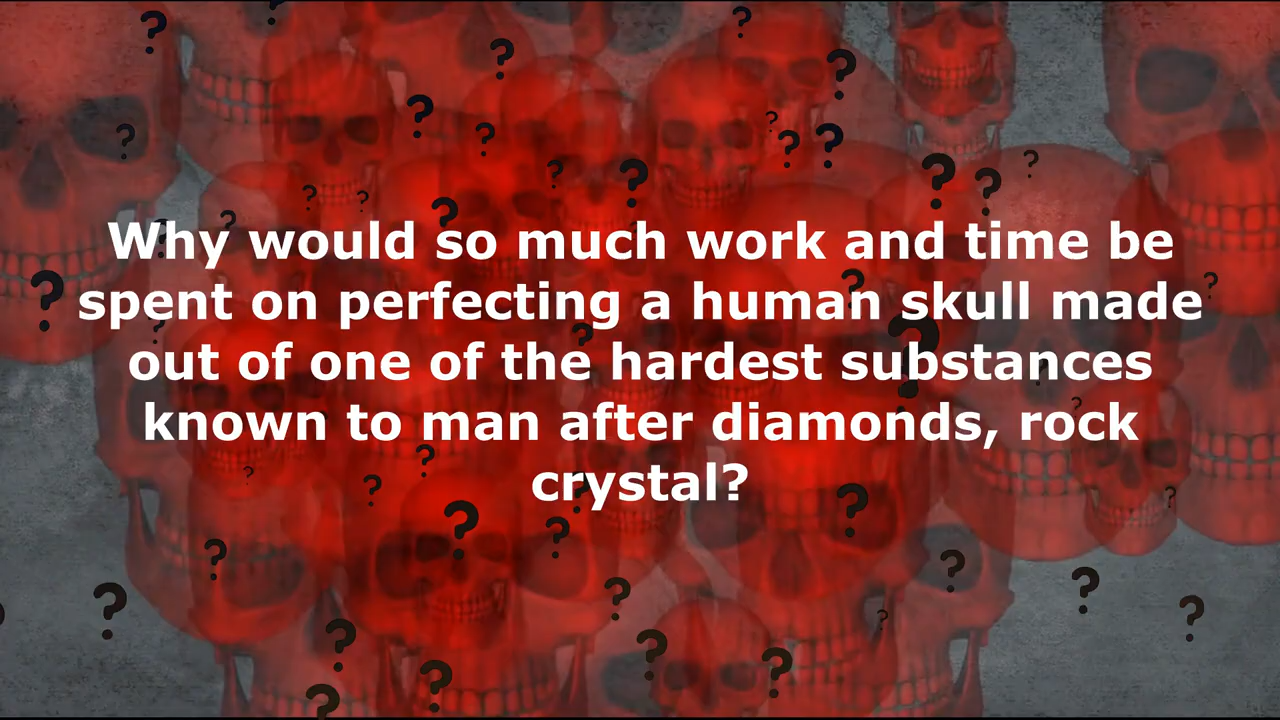 Why would so much work and time be
spent on perfecting a human skull made
out of one of the hardest substances
known to man after diamonds, rock
crystal?